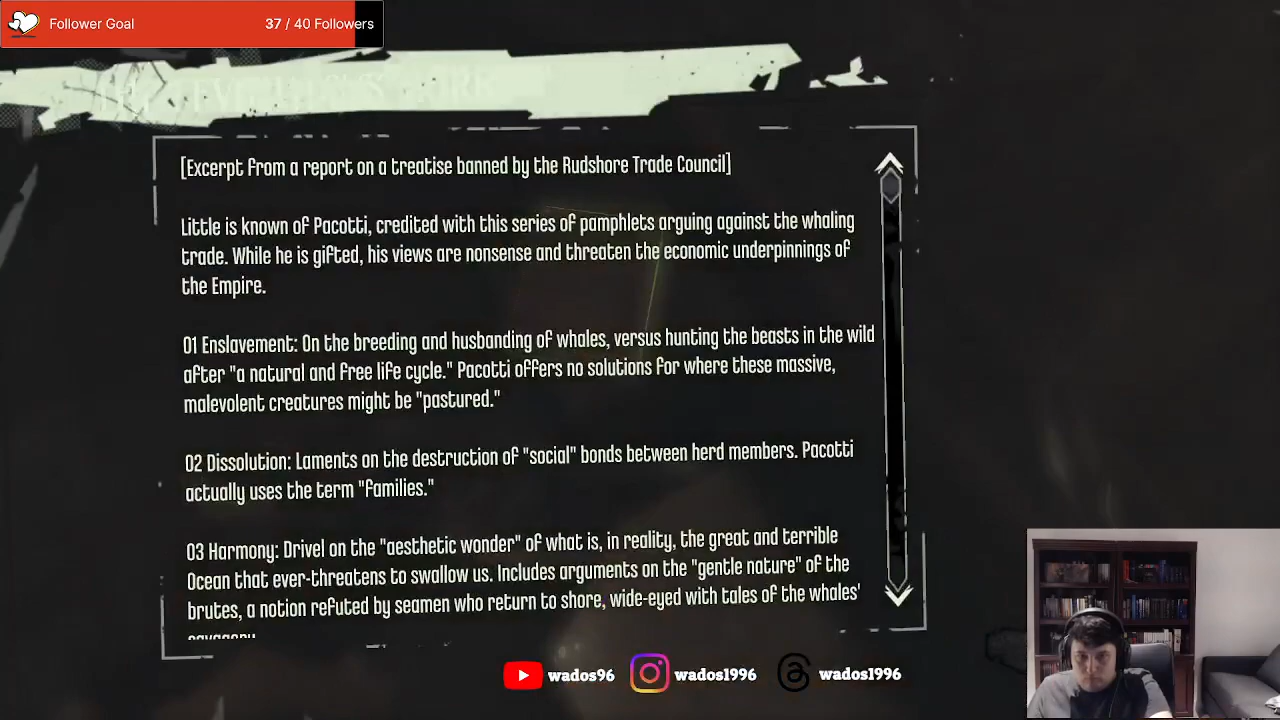 Follower Goal 37 / 40 Followers
[Excerpt from a report on a treatise banned by the Rudshore Trade Council]
Little is known of Pacotti, credited with this series of pamphlets arguing against the whaling
trade. While he is gifted, his views are nonsense and threaten the economic underpinnings of
the Empire.
01 Enslavement: On the breeding and husbanding of whales, versus hunting the beasts in the wild
after "a natural and free life cycle." Pacotti offers no solutions for where these massive,
malevolent creatures might be "pastured."
02 Dissolution: Laments on the destruction of "social" bonds between herd members. Pacotti
actually uses the term "families."
03 Harmony: Drivel on the "aesthetic wonder" of what is, in reality, the great and terrible
Ocean that ever-threatens to swallow us. Includes arguments on the "gentle nature" of the
brutes, a notion refuted by seamen who return to shore, wide-eyed with tales of the whales'
wados96 wados1996 wados1996